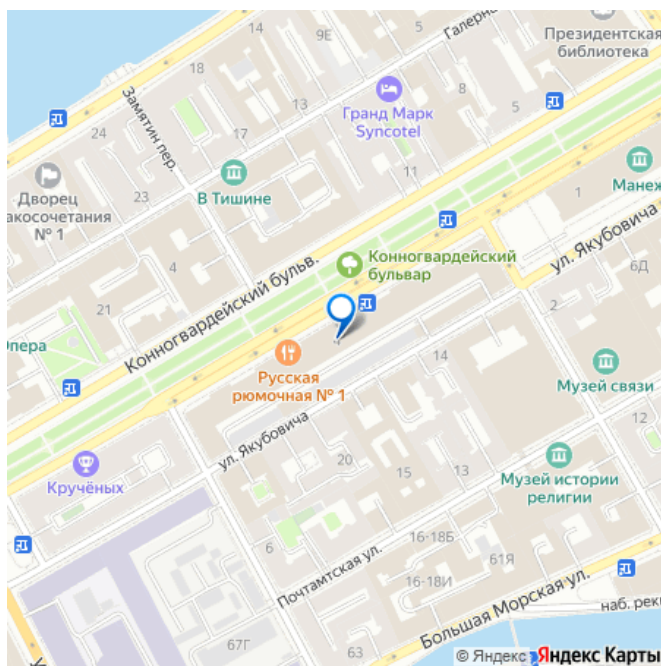 9Е
Галерная
Президентская
библиотека
18
14
5
13
8
Гранд Марк
Syncotel
5
Замятин пер.
24
17
Дворец
акосочетания
№ 1
23
В Тишине
11
Манеж
1
4
Конногвардейский
бульвар
ул. Якубовича
6Д
Конногвардейский бульв.
21
2
Опера
4
Русская
рюмочная № 1
14
Музей связи
ул. Якубовича
12
Кручёных
20
15
13
Музей истории
религии
6
16-18Б
61Я
Почтамтская ул.
16-18И
Большая Морская ул.
наб. реки
67Г
63
© Яндекс Яндекс Карты